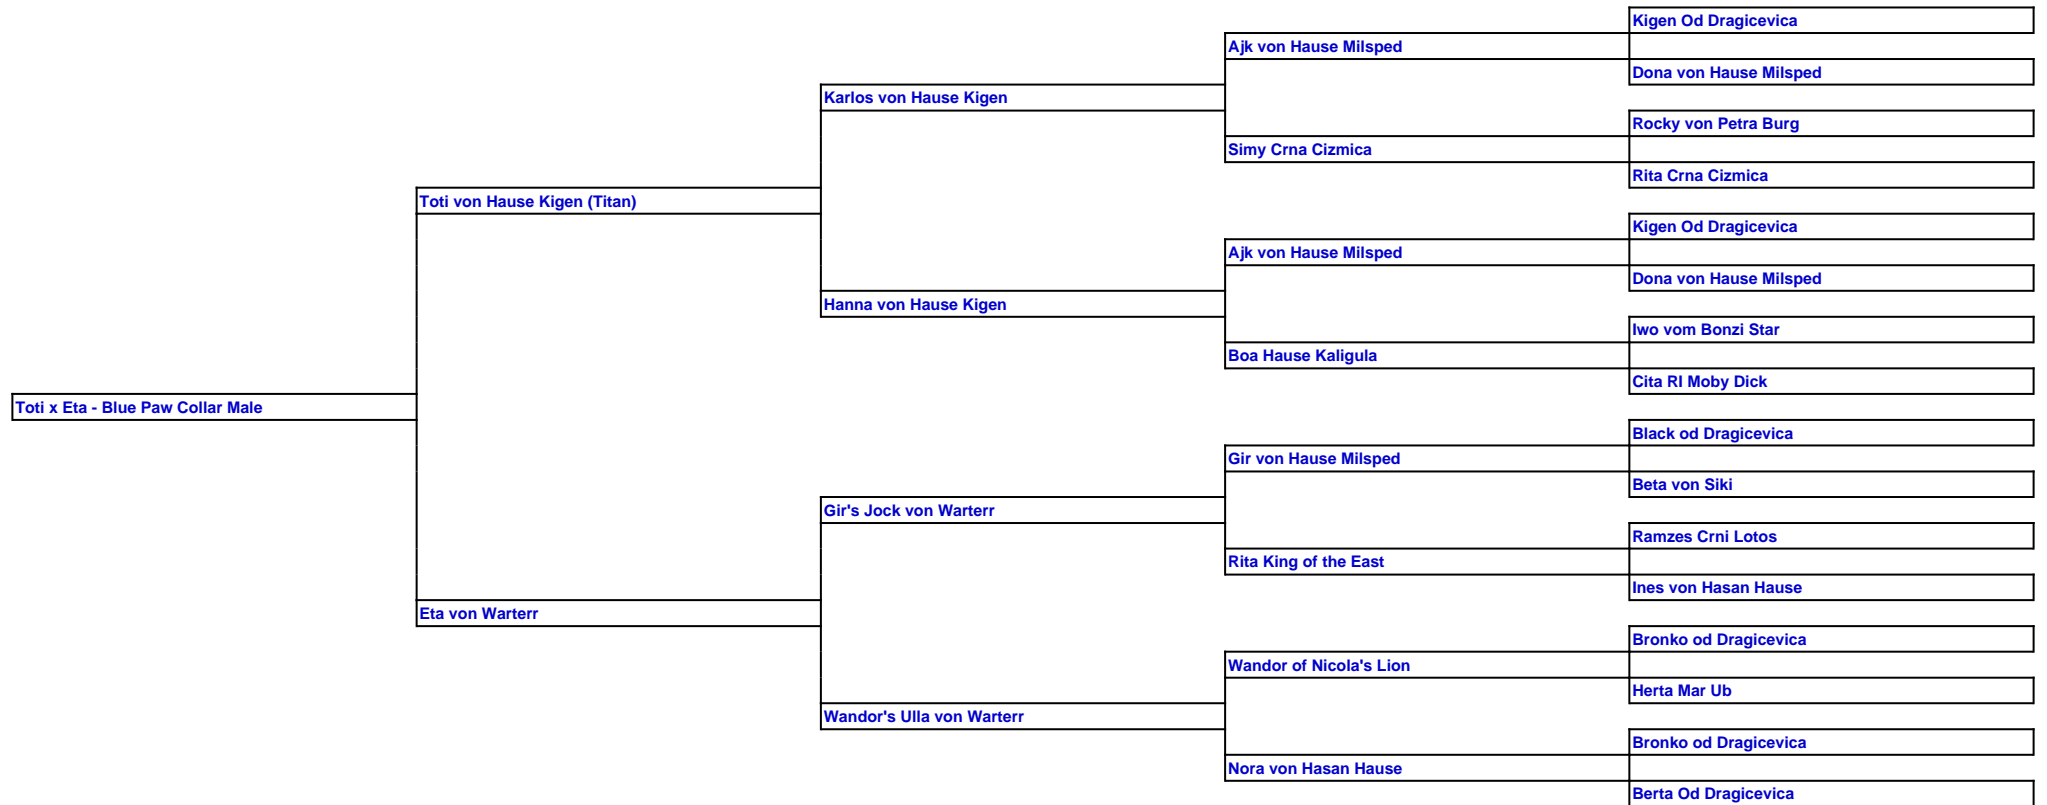 Kigen Od Dragicevica
Ajk von Hause Milsped
Dona von Hause Milsped
Karlos von Hause Kigen
Rocky von Petra Burg
Simy Crna Cizmica
Rita Crna Cizmica
Toti von Hause Kigen (Titan)
Kigen Od Dragicevica
Ajk von Hause Milsped
Dona von Hause Milsped
Hanna von Hause Kigen
Iwo vom Bonzi Star
Boa Hause Kaligula
Cita RI Moby Dick
Toti x Eta - Blue Paw Collar Male
Black od Dragicevica
Gir von Hause Milsped
Beta von Siki
Gir's Jock von Warterr
Ramzes Crni Lotos
Rita King of the East
Ines von Hasan Hause
Eta von Warterr
Bronko od Dragicevica
Wandor of Nicola's Lion
Herta Mar Ub
Wandor's Ulla von Warterr
Bronko od Dragicevica
Nora von Hasan Hause
Berta Od Dragicevica